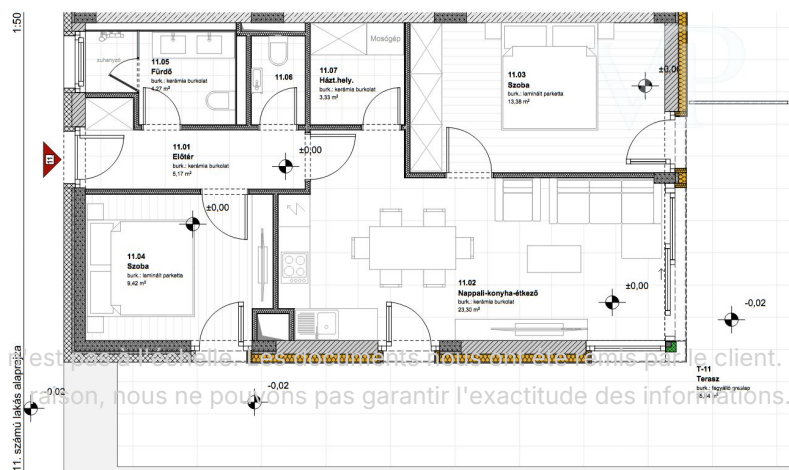 1:50
11. számú lakás alaprajza
11
zuhanyzó
11.05
Fürdő
burk.: kerámia burkolat
4,27 m²
11.06
Mosógép
11.07
Házt.hely.
burk.: kerámia burkolat
3,33 m²
11.03
Szoba
burk.: laminált parketta
13,38 m²
±0,00
11.01
Előtér
burk.: kerámia burkolat
5,17 m²
±0,00
±0,00
11.04
Szoba
burk.: laminált parketta
9,42 m²
11.02
Nappali-konyha-étkező
burk.: kerámia burkolat
23,30 m²
±0,00
-0,02
n'est pas à l'échelle. Les documents nous ont été remis par le client.
raison, nous ne pouvons pas garantir l'exactitude des informations.
-0,02
-0,02
T-11
Terasz
burk.: fagyálló greslap